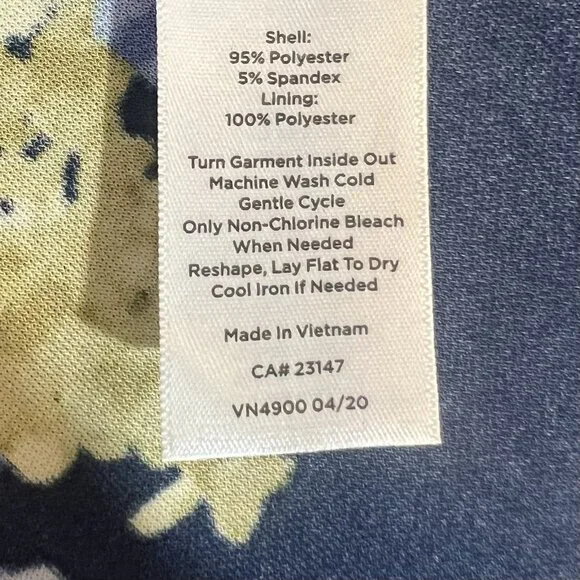 Shell:
95% Polyester
5% Spandex
Lining:
100% Polyester
Turn Garment Inside Out
Machine Wash Cold
Gentle Cycle
Only Non-Chlorine Bleach
When Needed
Reshape, Lay Flat To Dry
Cool Iron If Needed
Made In Vietnam
CA# 23147
VN4900 04/20